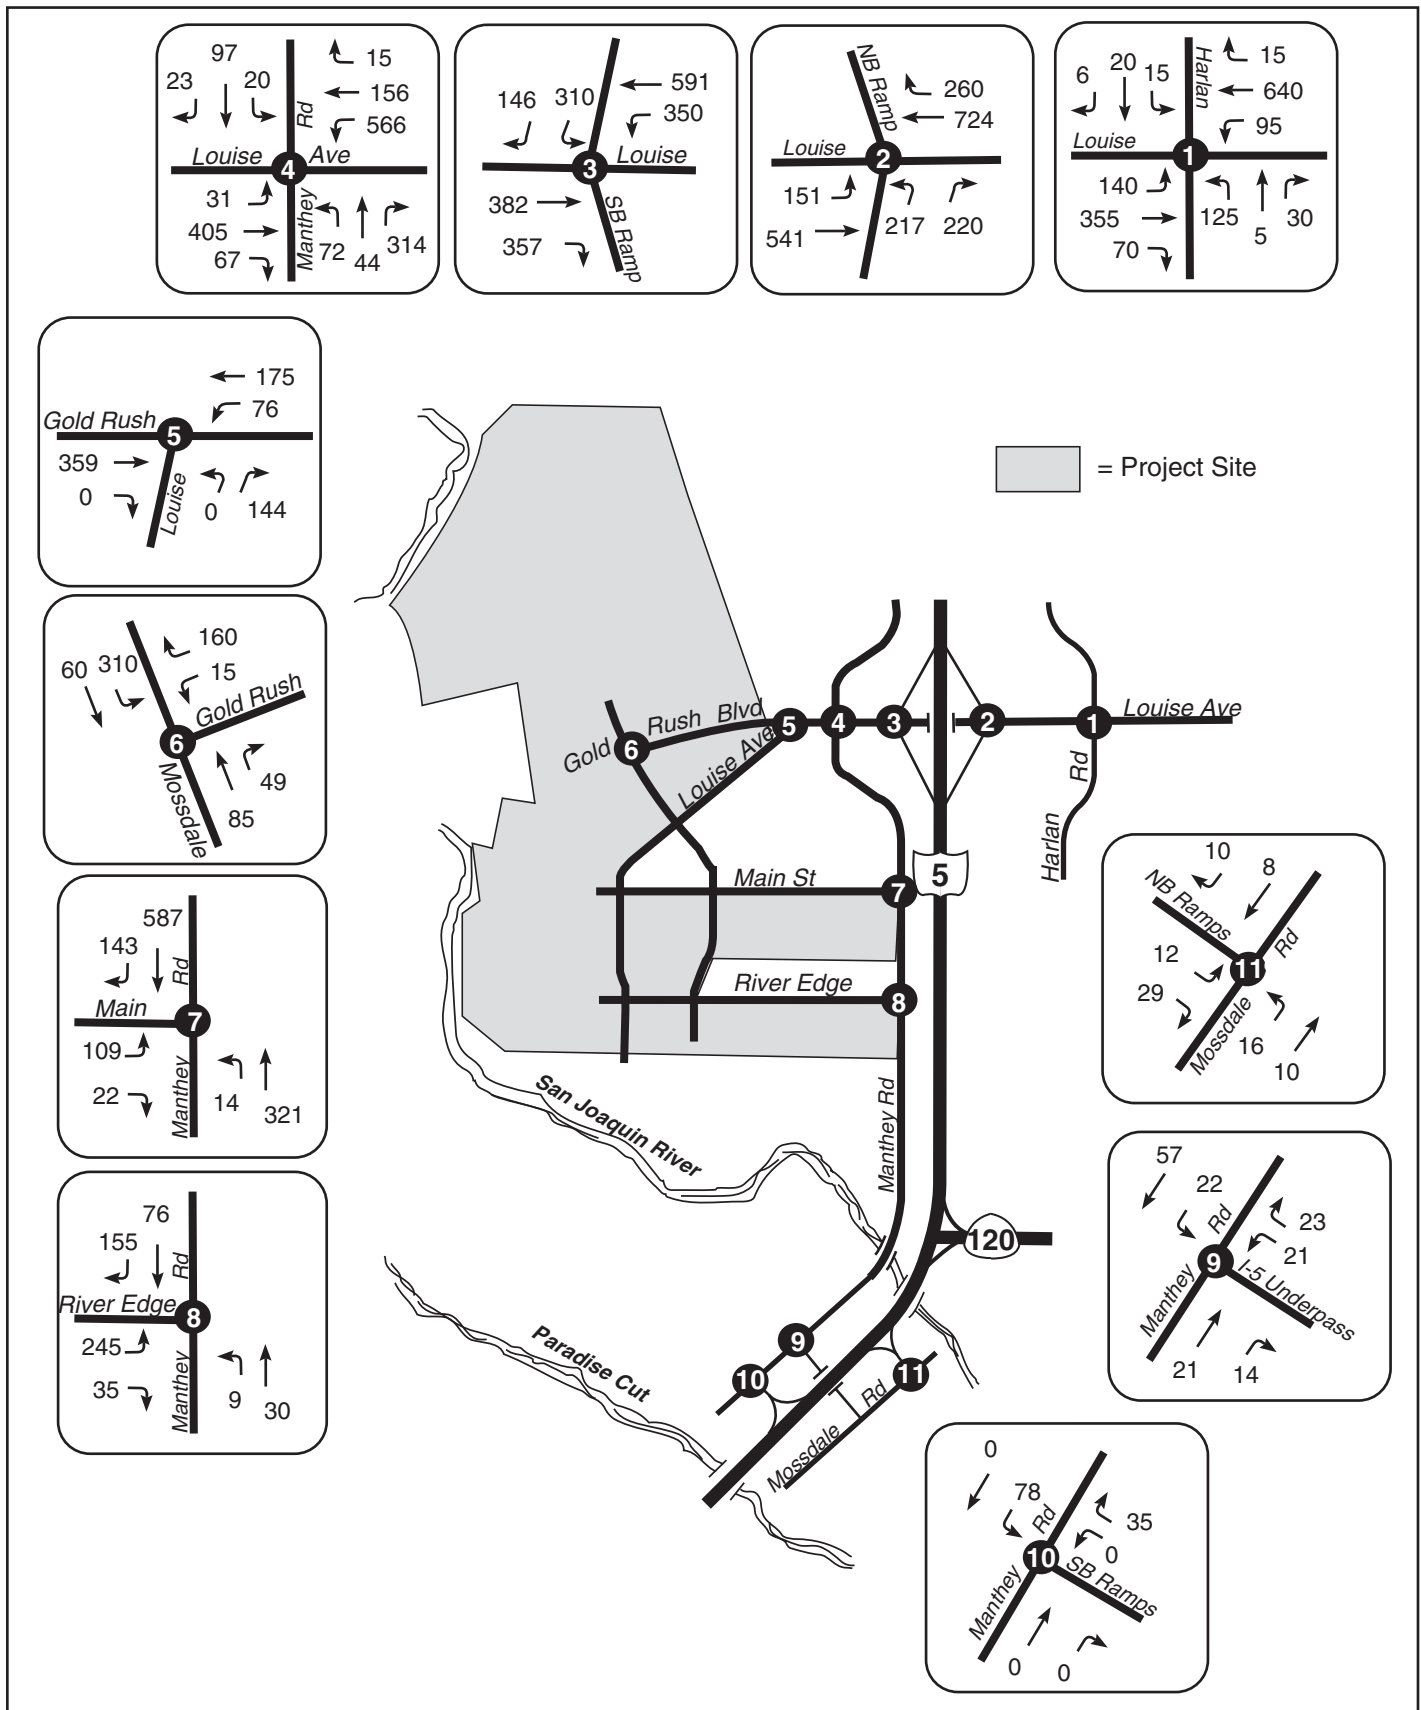 97
23
20
15
156
566
Rd
Louise
Ave
4
31
405
67
Manthey
72
44
314
146
310
591
350
Louise
3
382
357
SB Ramp
NB Ramp
260
724
Louise
2
151
541
217
220
6
20
15
Harlan
15
640
95
Louise
1
140
355
70
125
5
30
175
76
Gold Rush
5
359
0
Louise
0
144
= Project Site
60
310
160
15
Gold Rush
6
Mossdale
49
85
Gold
Rush
Blvd
Louise Ave
6
5
4
3
2
1
Louise Ave
Harlan
Rd
5
Main St
7
River Edge
8
Manthey Rd
San Joaquin River
120
Paradise Cut
9
10
11
Mossdale
Rd
587
143
Rd
Main
7
109
22
Manthey
14
321
76
155
Rd
River Edge
8
245
35
Manthey
9
30
10
8
NB Ramps
Rd
12
11
29
Mossdale
16
10
57
22
Rd
23
21
9
I-5 Underpass
Manthey
21
14
0
78
Rd
35
0
10
SB Ramps
Manthey
0
0